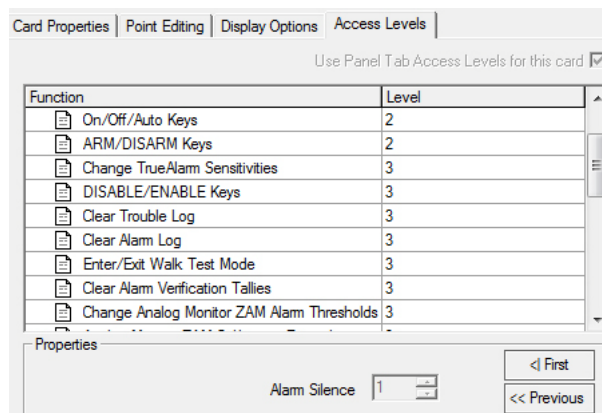 Card Properties Point Editing Display Options Access Levels
Use Panel Tab Access Levels for this card
Function Level
On/Off/Auto Keys 2
ARM/DISARM Keys 2
Change TrueAlarm Sensitivities 3
DISABLE/ENABLE Keys 3
Clear Trouble Log 3
Clear Alarm Log 3
Enter/Exit Walk Test Mode 3
Clear Alarm Verification Tallies 3
Change Analog Monitor ZAM Alarm Thresholds 3
Properties
<| First
Alarm Silence 1
<< Previous